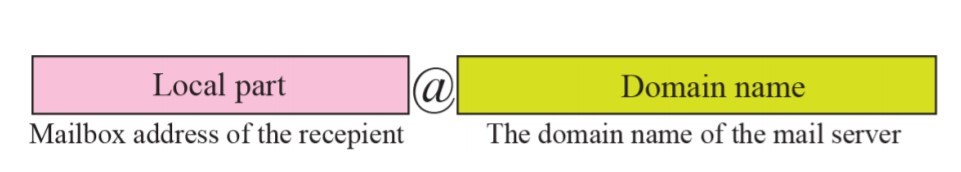 Local part @ Domain name
Mailbox address of the recepient The domain name of the mail server